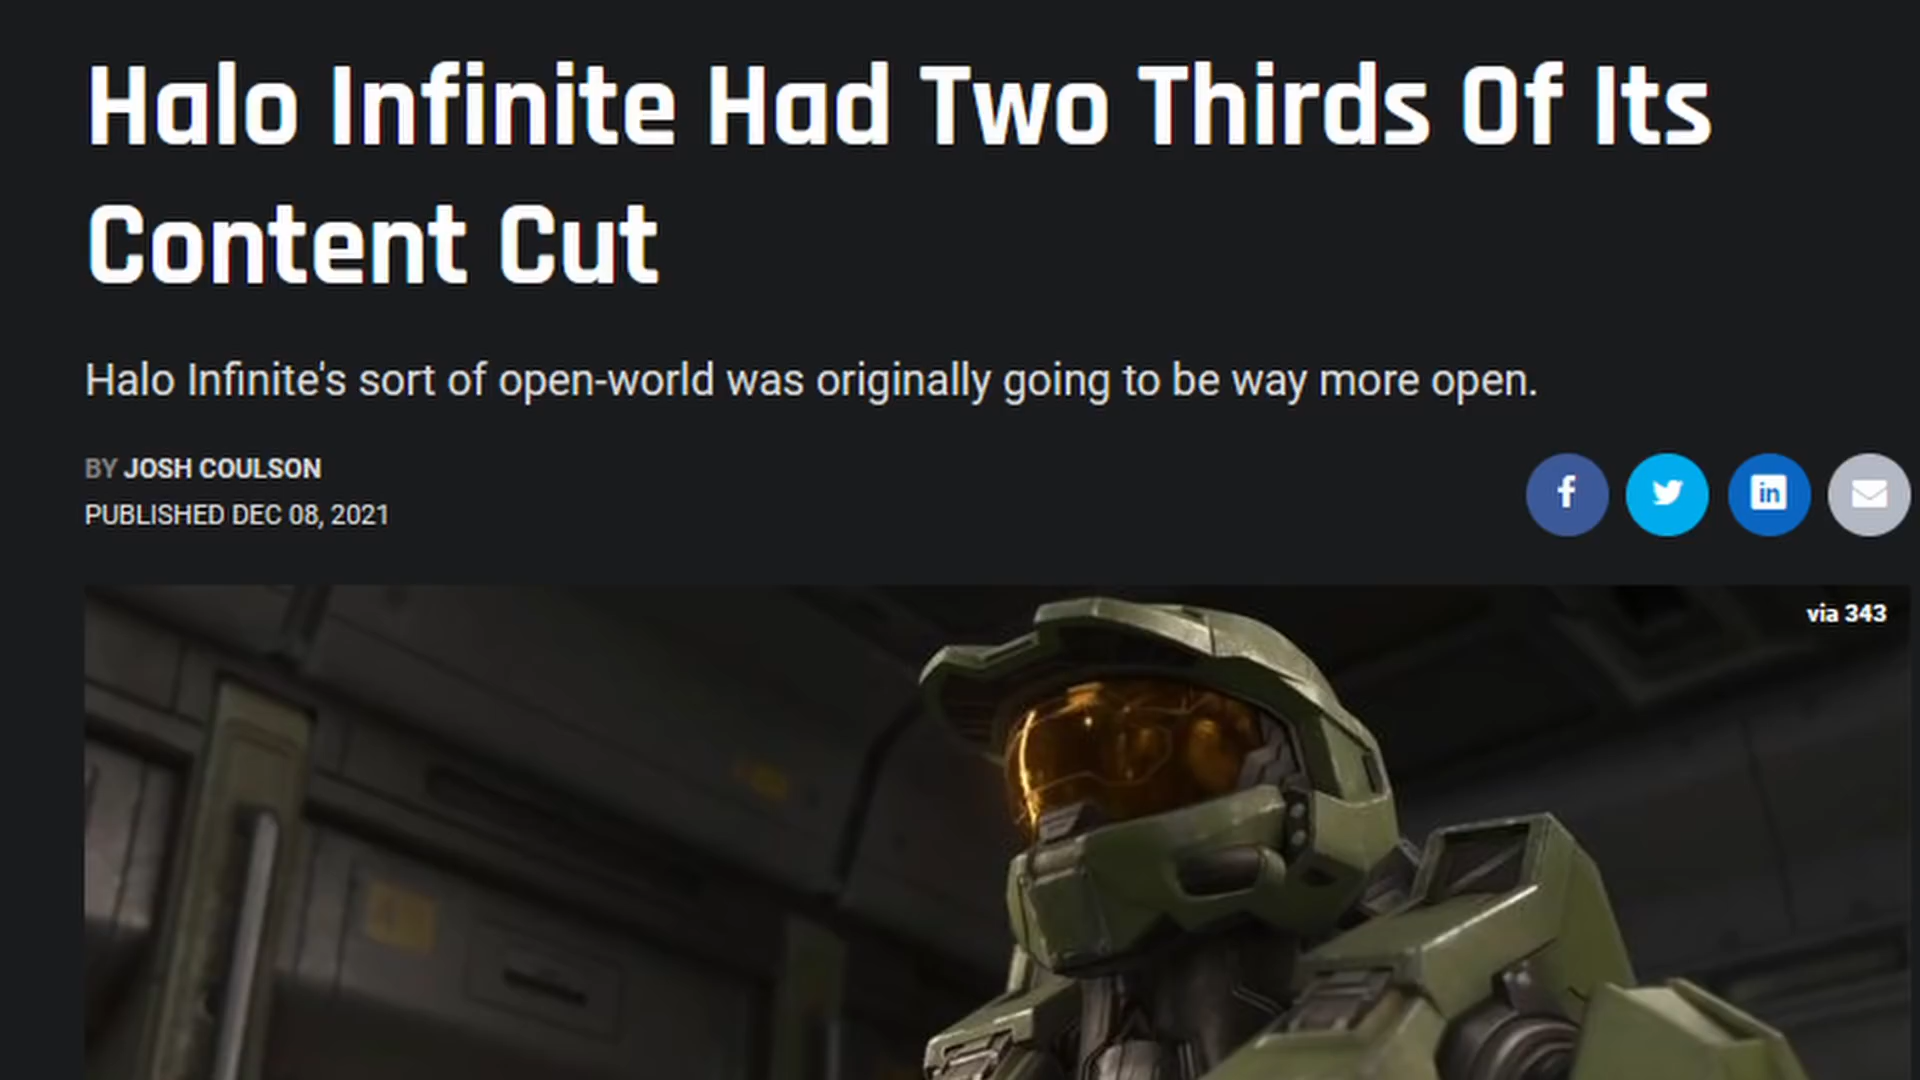 Halo Infinite Had Two Thirds Of Its
Content Cut
Halo Infinite's sort of open-world was originally going to be way more open.
BY JOSH COULSON
PUBLISHED DEC 08, 2021
f
in
via 343